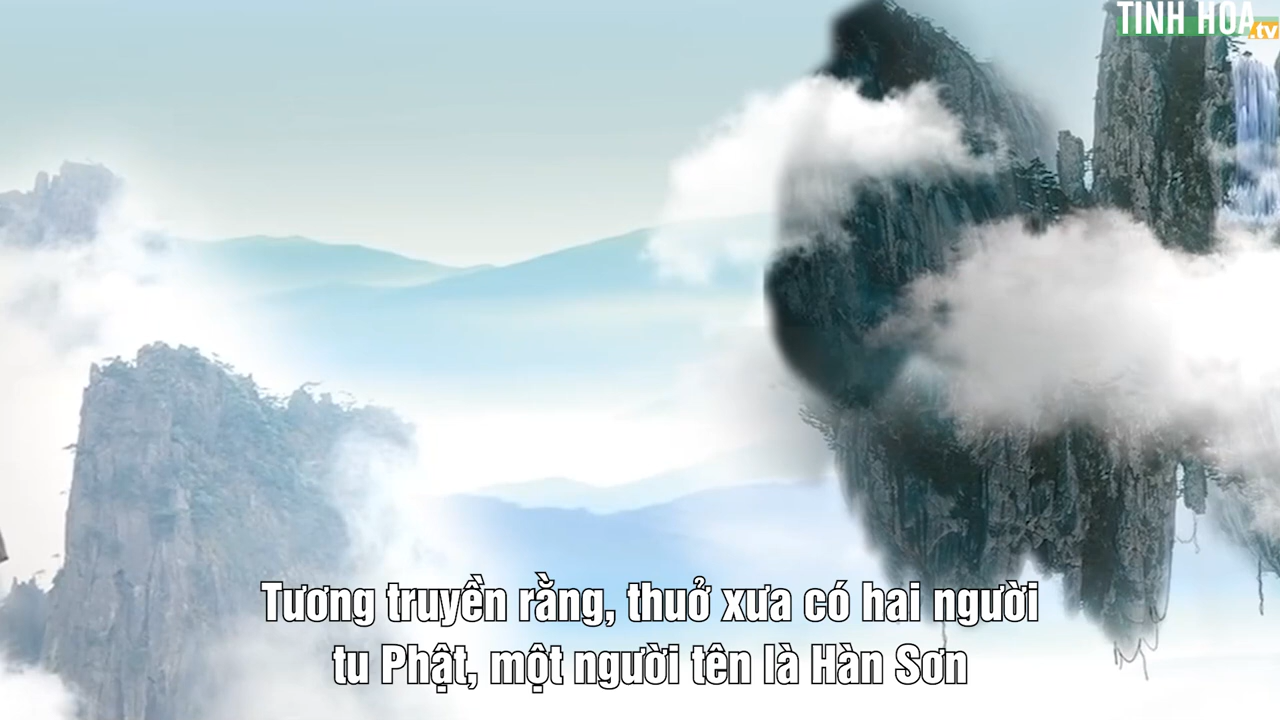 TINH HOA
.tv
Tương truyền rằng, thuở xưa có hai người
tu Phật, một người tên là Hàn Sơn